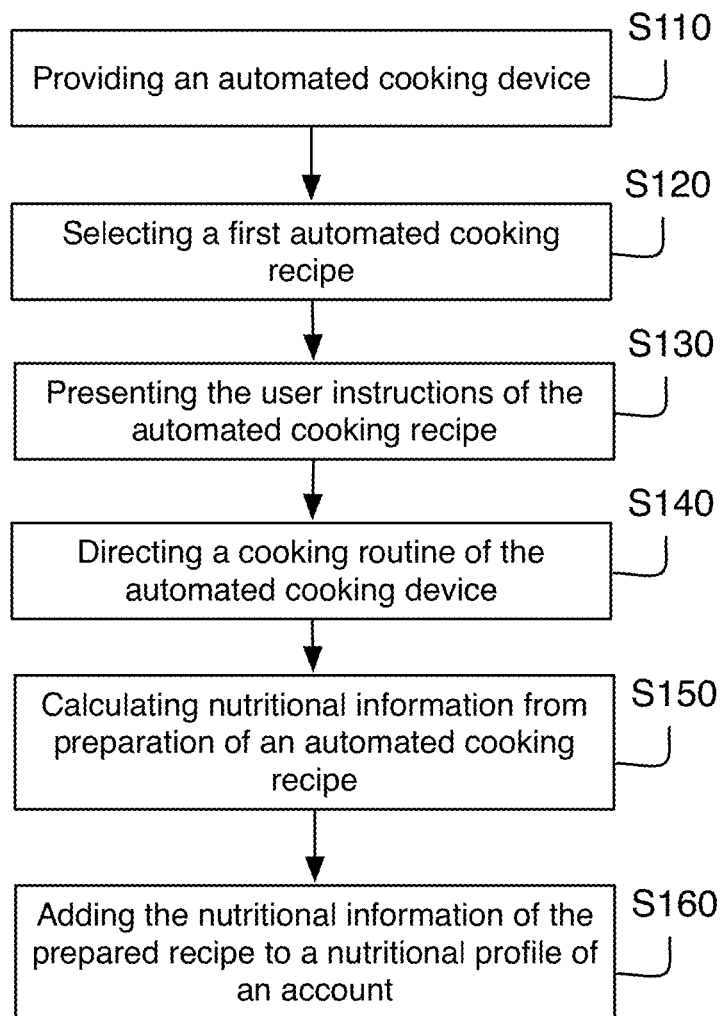 S110
Providing an automated cooking device
S120
Selecting a first automated cooking
recipe
S130
Presenting the user instructions of the
automated cooking recipe
S140
Directing a cooking routine of the
automated cooking device
S150
Calculating nutritional information from
preparation of an automated cooking
recipe
S160
Adding the nutritional information of the
prepared recipe to a nutritional profile of
an account